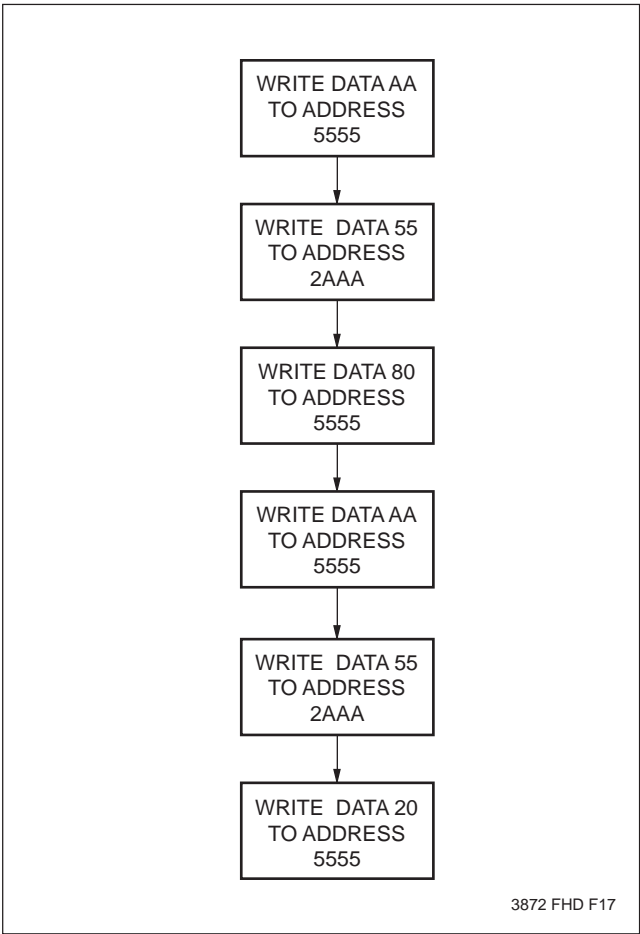 WRITE DATA AA
TO ADDRESS
5555
WRITE DATA 55
TO ADDRESS
2AAA
WRITE DATA 80
TO ADDRESS
5555
WRITE DATA AA
TO ADDRESS
5555
WRITE DATA 55
TO ADDRESS
2AAA
WRITE DATA 20
TO ADDRESS
5555
3872 FHD F17